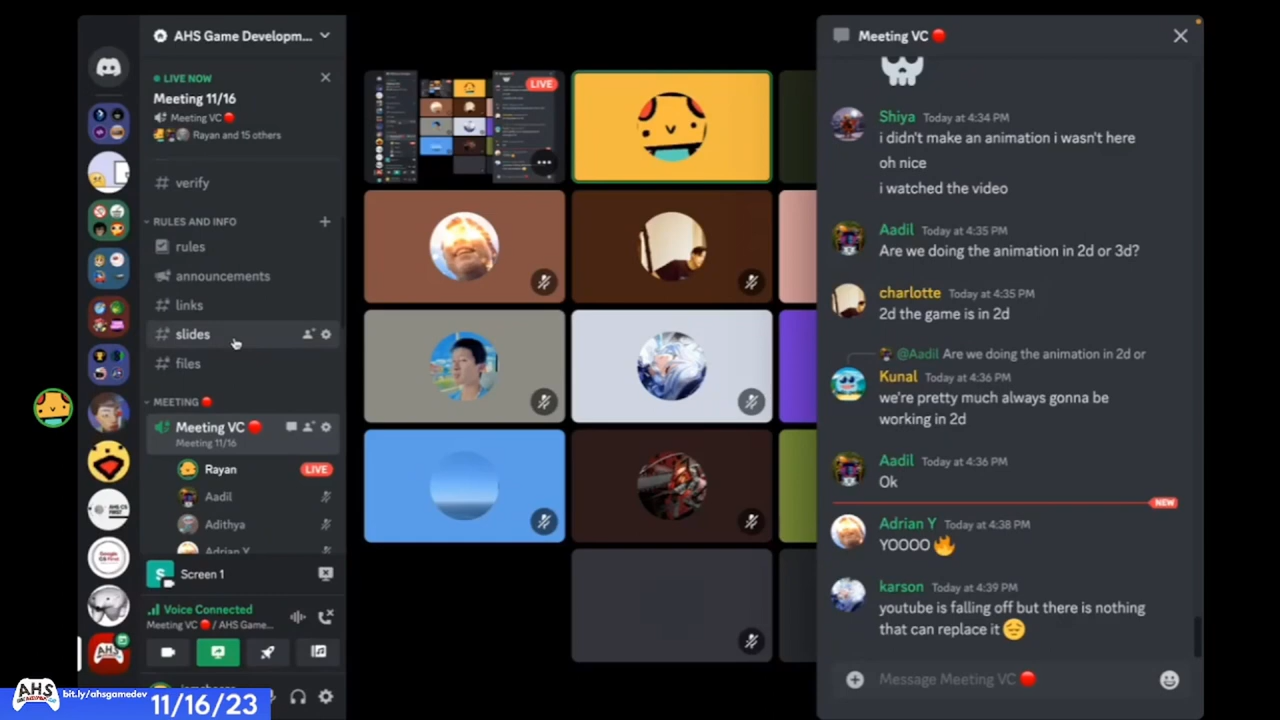 AHS Game Developm...
LIVE NOW
Meeting 11/16
Meeting VC
Rayan and 15 others
verify
RULES AND INFO
rules
announcements
links
slides
files
MEETING
Meeting VC
Meeting 11/16
Rayan LIVE
Aadil
Adithya
Adrian Y
Screen 1
Voice Connected
Meeting VC / AHS Game...
AHS
bit.ly/ahsgamedev
11/16/23
LIVE
Meeting VC
Shiya Today at 4:34 PM
i didn't make an animation i wasn't here
oh nice
i watched the video
Aadil Today at 4:35 PM
Are we doing the animation in 2d or 3d?
charlotte Today at 4:35 PM
2d the game is in 2d
@Aadil Are we doing the animation in 2d or
Kunal Today at 4:36 PM
we're pretty much always gonna be
working in 2d
Aadil Today at 4:36 PM
Ok
NEW
Adrian Y Today at 4:38 PM
YOOOO 🔥
karson Today at 4:39 PM
youtube is falling off but there is nothing
that can replace it 😔
Message Meeting VC